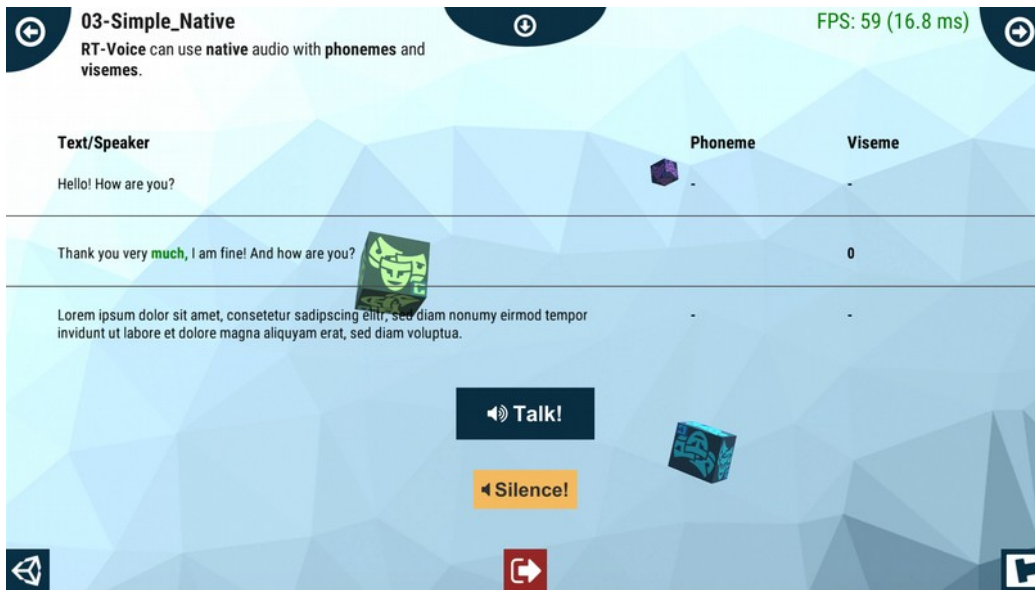 03-Simple_Native
FPS: 59 (16.8 ms)
RT-Voice can use native audio with phonemes and
visemes.
Text/Speaker Phoneme Viseme
Hello! How are you? - -
Thank you very much, I am fine! And how are you? 0
Lorem ipsum dolor sit amet, consetetur sadipscing elitr, sed diam nonumy eirmod tempor - -
invidunt ut labore et dolore magna aliquyam erat, sed diam voluptua.
Talk!
Silence!